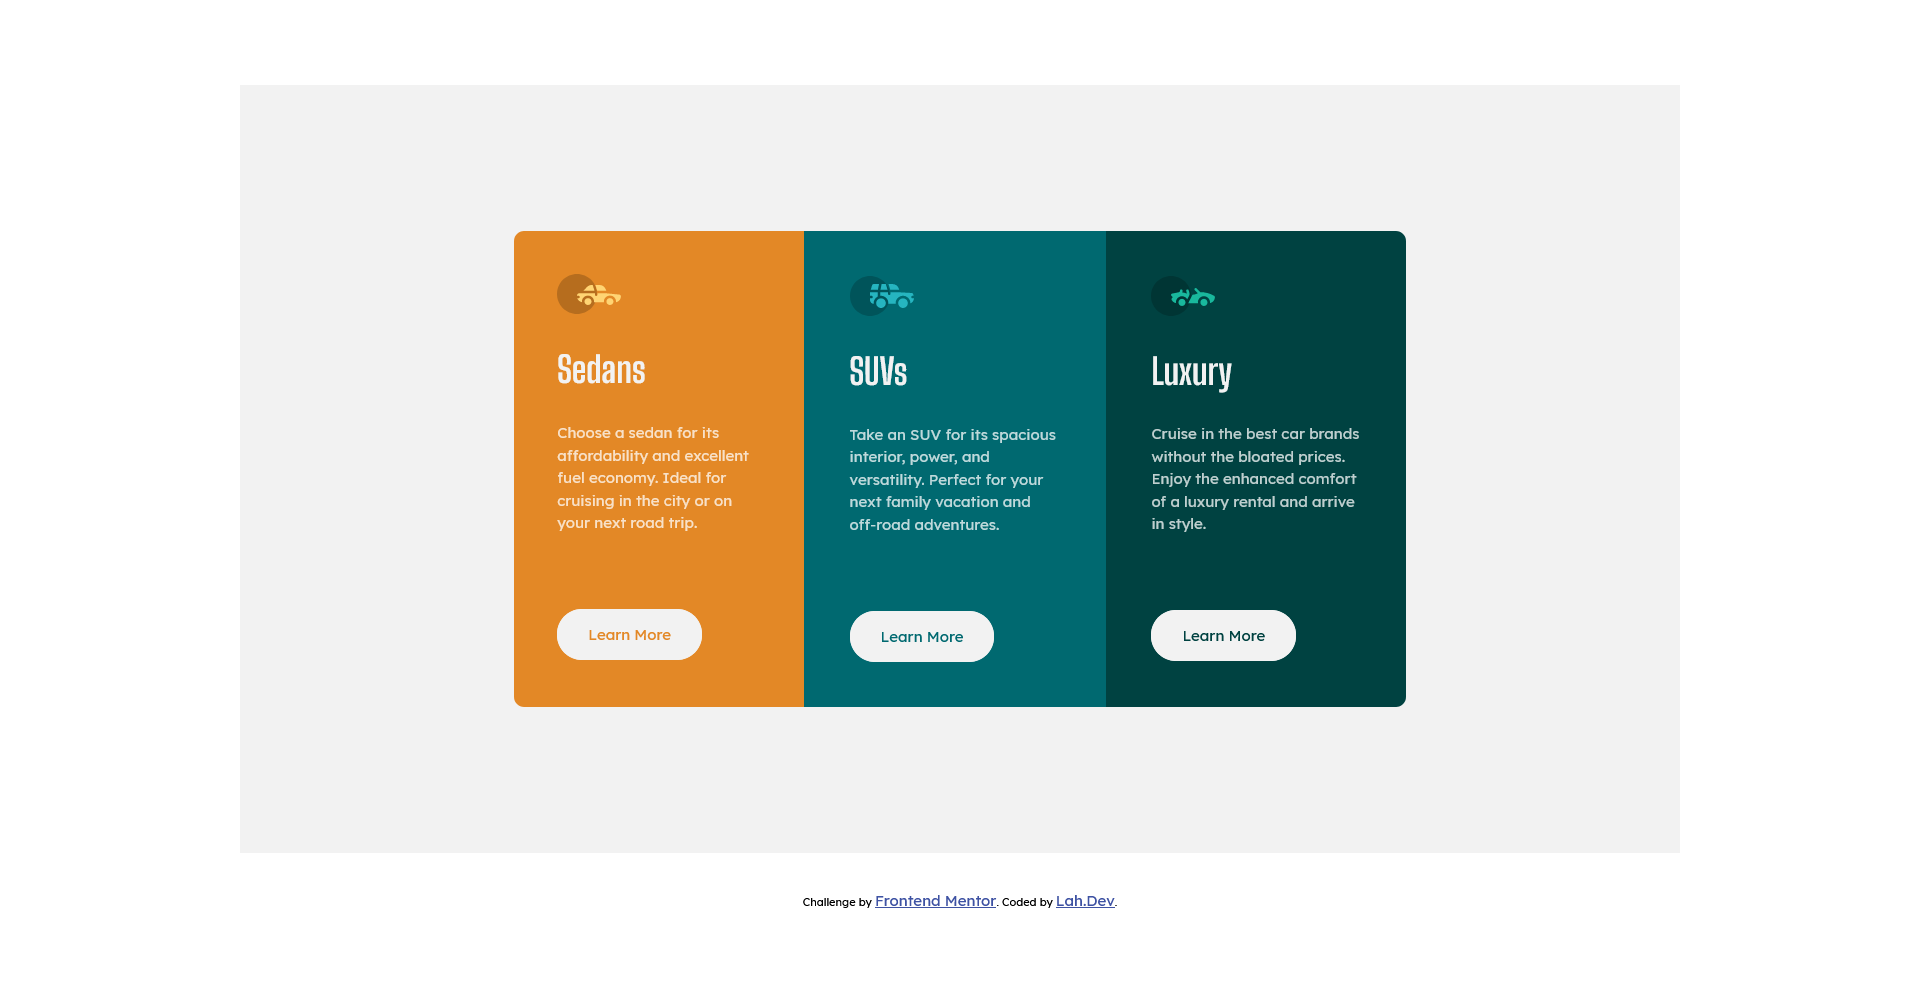 Sedans
Choose a sedan for its
affordability and excellent
fuel economy. Ideal for
cruising in the city or on
your next road trip.
Learn More
SUVs
Take an SUV for its spacious
interior, power, and
versatility. Perfect for your
next family vacation and
off-road adventures.
Learn More
Luxury
Cruise in the best car brands
without the bloated prices.
Enjoy the enhanced comfort
of a luxury rental and arrive
in style.
Learn More
Challenge by Frontend Mentor. Coded by Lah.Dev.